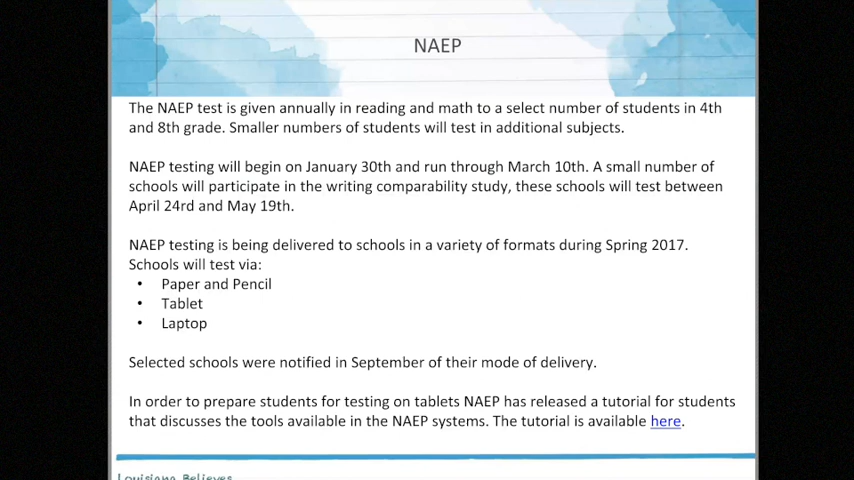 NAEP
The NAEP test is given annually in reading and math to a select number of students in 4th
and 8th grade. Smaller numbers of students will test in additional subjects.
NAEP testing will begin on January 30th and run through March 10th. A small number of
schools will participate in the writing comparability study, these schools will test between
April 24rd and May 19th.
NAEP testing is being delivered to schools in a variety of formats during Spring 2017.
Schools will test via:
• Paper and Pencil
• Tablet
• Laptop
Selected schools were notified in September of their mode of delivery.
In order to prepare students for testing on tablets NAEP has released a tutorial for students
that discusses the tools available in the NAEP systems. The tutorial is available here.
Louisiana Believes